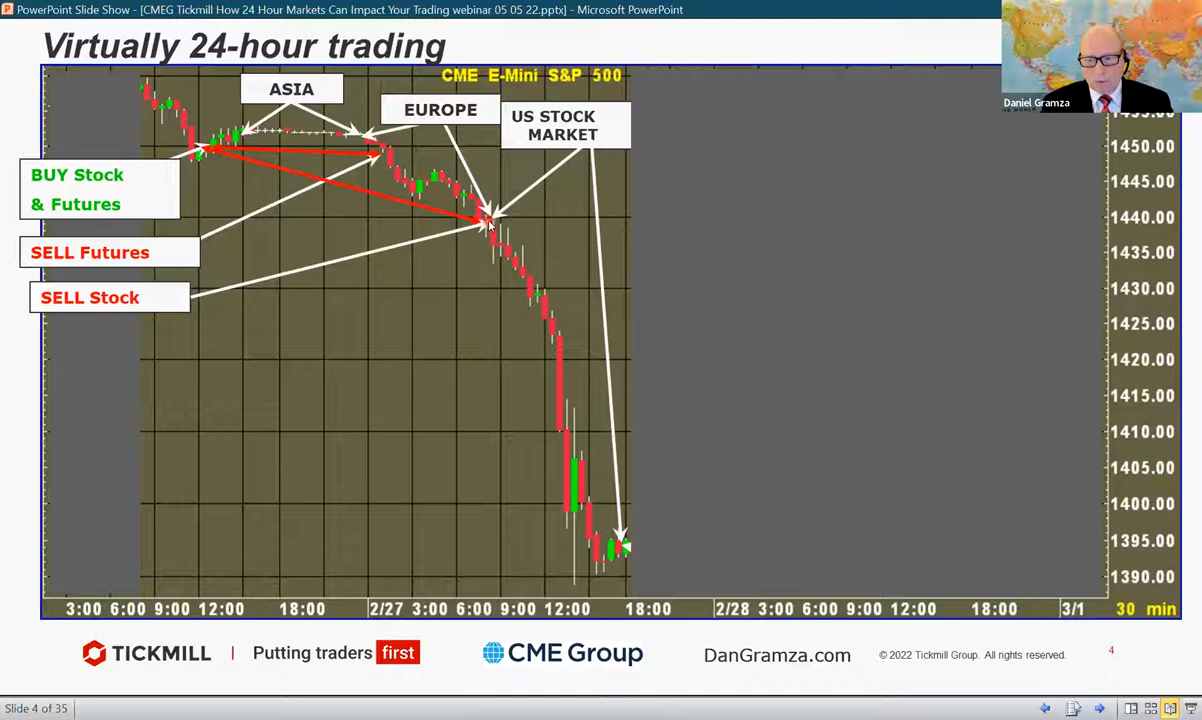 PowerPoint Slide Show - [CMEG Tickmill How 24 Hour Markets Can Impact Your Trading webinar 05 05 22.pptx] - Microsoft PowerPoint
Virtually 24-hour trading
Daniel Gramza
CME E-Mini S&P 500
ASIA
EUROPE
US STOCK
MARKET
BUY Stock
& Futures
SELL Futures
SELL Stock
1455.00
1450.00
1445.00
1440.00
1435.00
1430.00
1425.00
1420.00
1415.00
1410.00
1405.00
1400.00
1395.00
1390.00
3:00 6:00 9:00 12:00 18:00 2/27 3:00 6:00 9:00 12:00 18:00 2/28 3:00 6:00 9:00 12:00 18:00 3/1 30 min
TICKMILL | Putting traders first
CME Group
DanGramza.com
© 2022 Tickmill Group. All rights reserved.
4
Slide 4 of 35